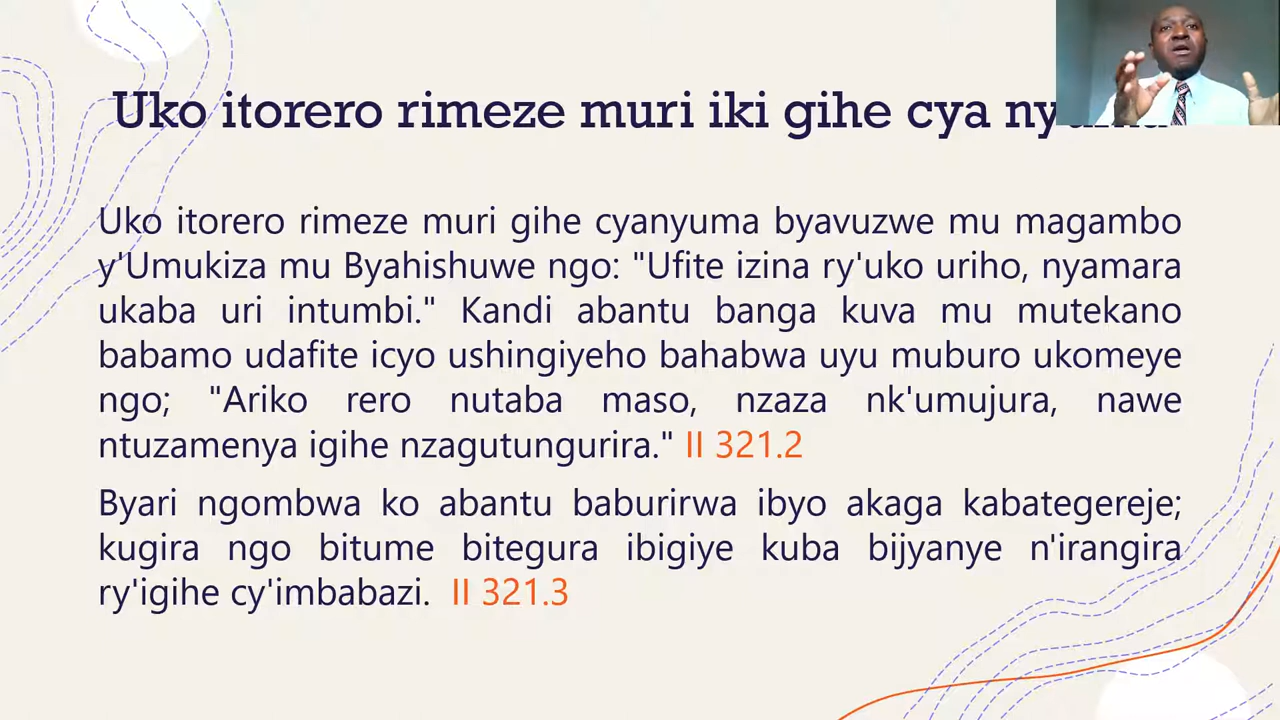 Uko itorero rimeze muri iki gihe cya
Uko itorero rimeze muri gihe cyanyuma byavuzwe mu magambo
y'Umukiza mu Byahishuwe ngo: "Ufite izina ry'uko uriho, nyamara
ukaba uri intumbi." Kandi abantu banga kuva mu mutekano
babamo udafite icyo ushingiyeho bahabwa uyu muburo ukomeye
ngo; "Ariko rero nutaba maso, nzaza nk'umujura, nawe
ntuzamenya igihe nzagutungurira." II 321.2
Byari ngombwa ko abantu baburirwa ibyo akaga kabategereje;
kugira ngo bitume bitegura ibigiye kuba bijyanye n'irangira
ry'igihe cy'imbabazi. II 321.3